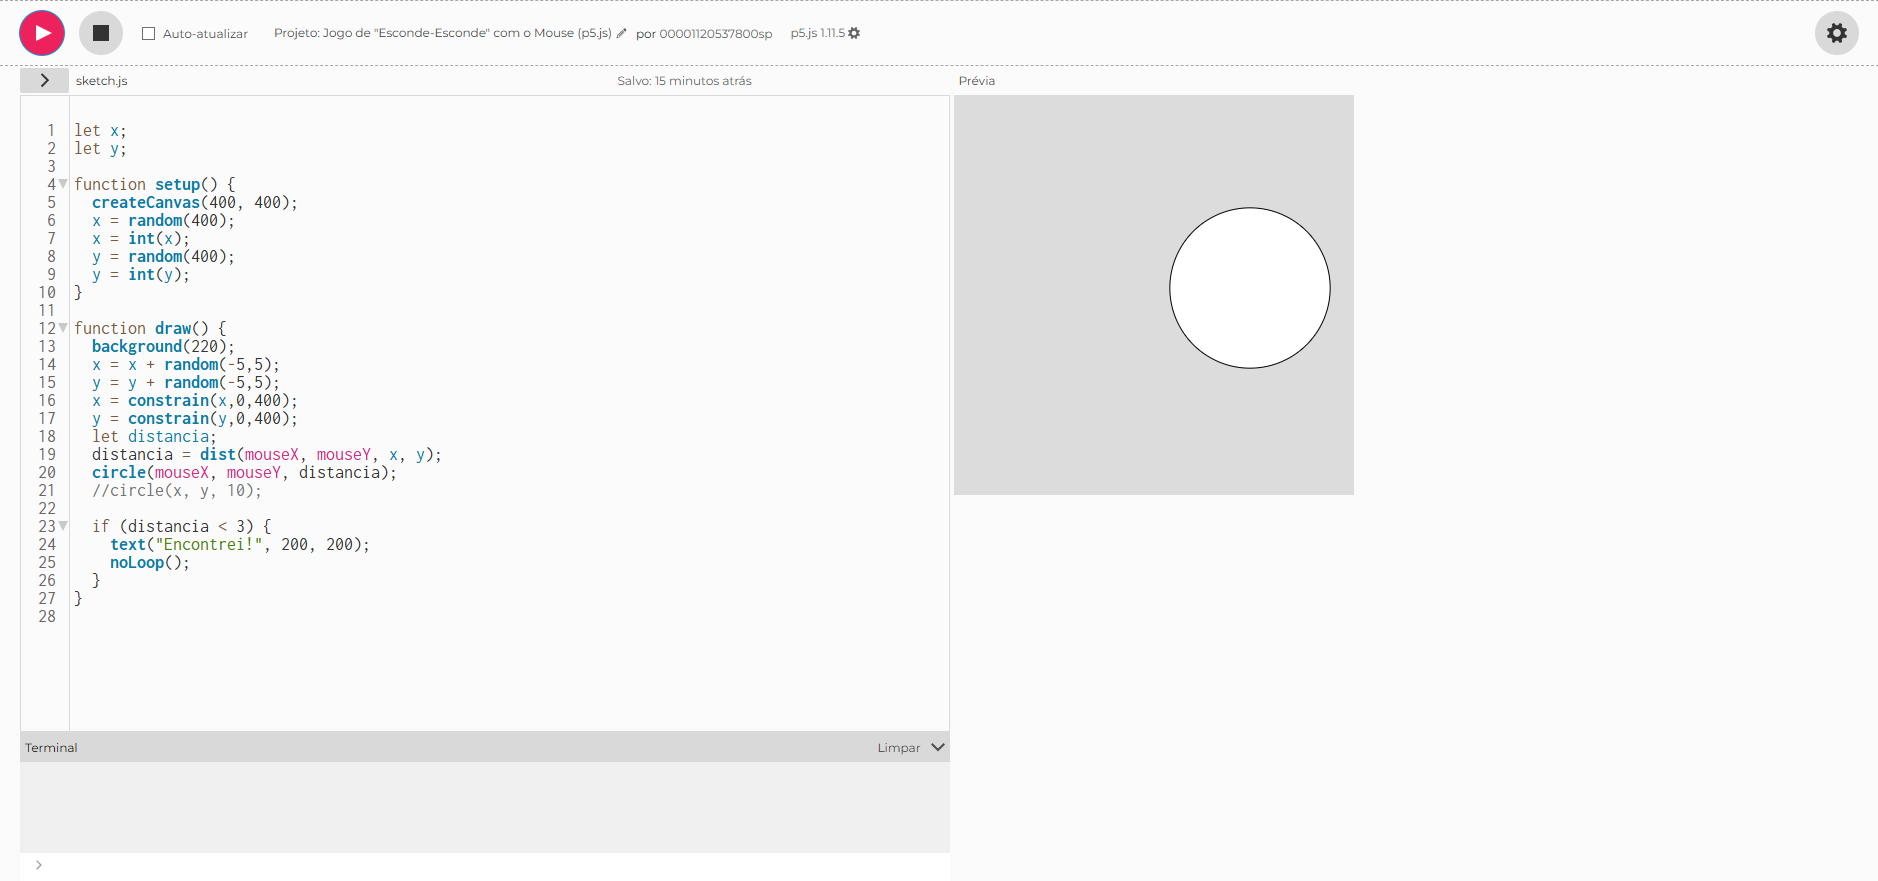 Auto-atualizar Projeto: Jogo de "Esconde-Esconde" com o Mouse (p5.js) por 00001120537800sp p5.js 1.11.5
sketch.js Salvo: 15 minutos atrás Prévia
1 let x;
2 let y;
3
4 function setup() {
5   createCanvas(400, 400);
6   x = random(400);
7   x = int(x);
8   y = random(400);
9   y = int(y);
10 }
11
12 function draw() {
13   background(220);
14   x = x + random(-5,5);
15   y = y + random(-5,5);
16   x = constrain(x,0,400);
17   y = constrain(y,0,400);
18   let distancia;
19   distancia = dist(mouseX, mouseY, x, y);
20   circle(mouseX, mouseY, distancia);
21   //circle(x, y, 10);
22
23   if (distancia < 3) {
24     text("Encontrei!", 200, 200);
25     noLoop();
26   }
27 }
28
Terminal Limpar